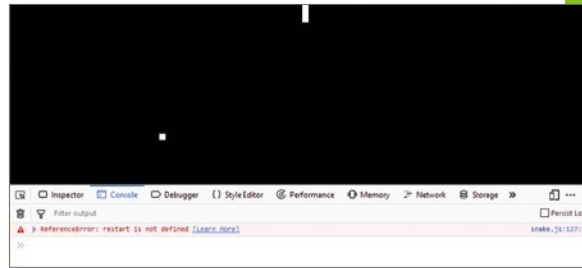 Inspector Console Debugger {} Style Editor Performance Memory Network Storage »
Filter output Persist Lo
ReferenceError: restart is not defined [Learn More] snake.js:127:
»